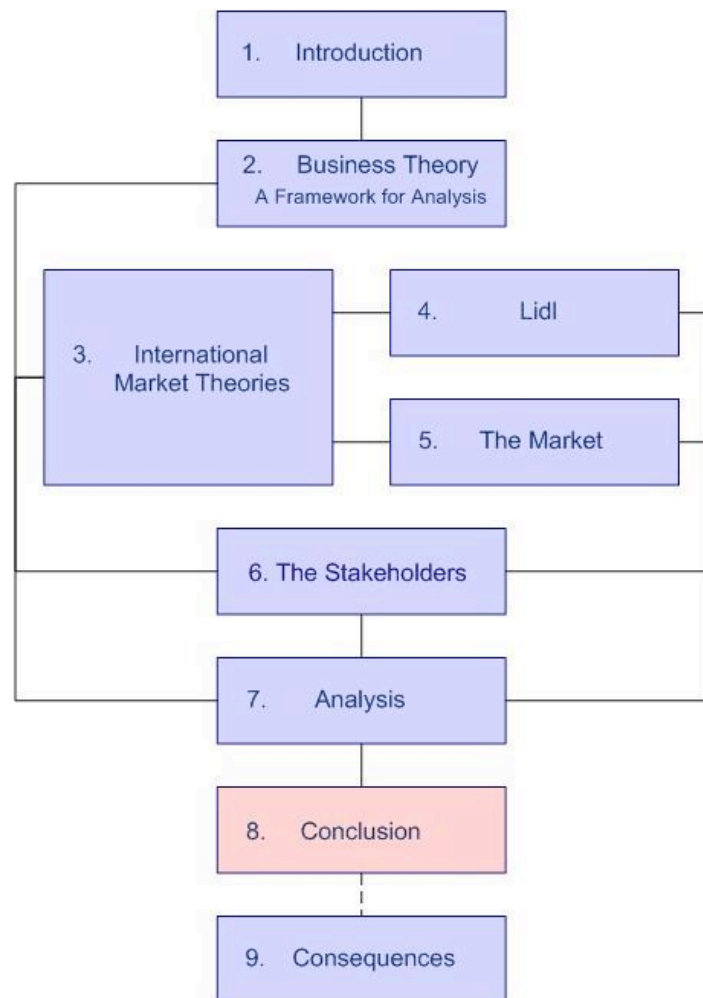 1. Introduction
2. Business Theory
A Framework for Analysis
3. International
Market Theories
4. Lidl
5. The Market
6. The Stakeholders
7. Analysis
8. Conclusion
9. Consequences